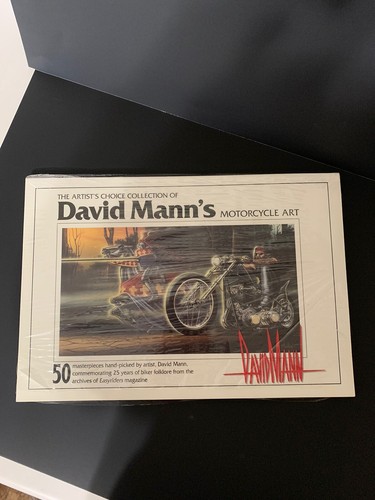 THE ARTIST'S CHOICE COLLECTION OF
David Mann's MOTORCYCLE ART
DAVID MANN
50 masterpieces hand-picked by artist, David Mann,
commemorating 25 years of biker folklore from the
archives of Easyriders magazine